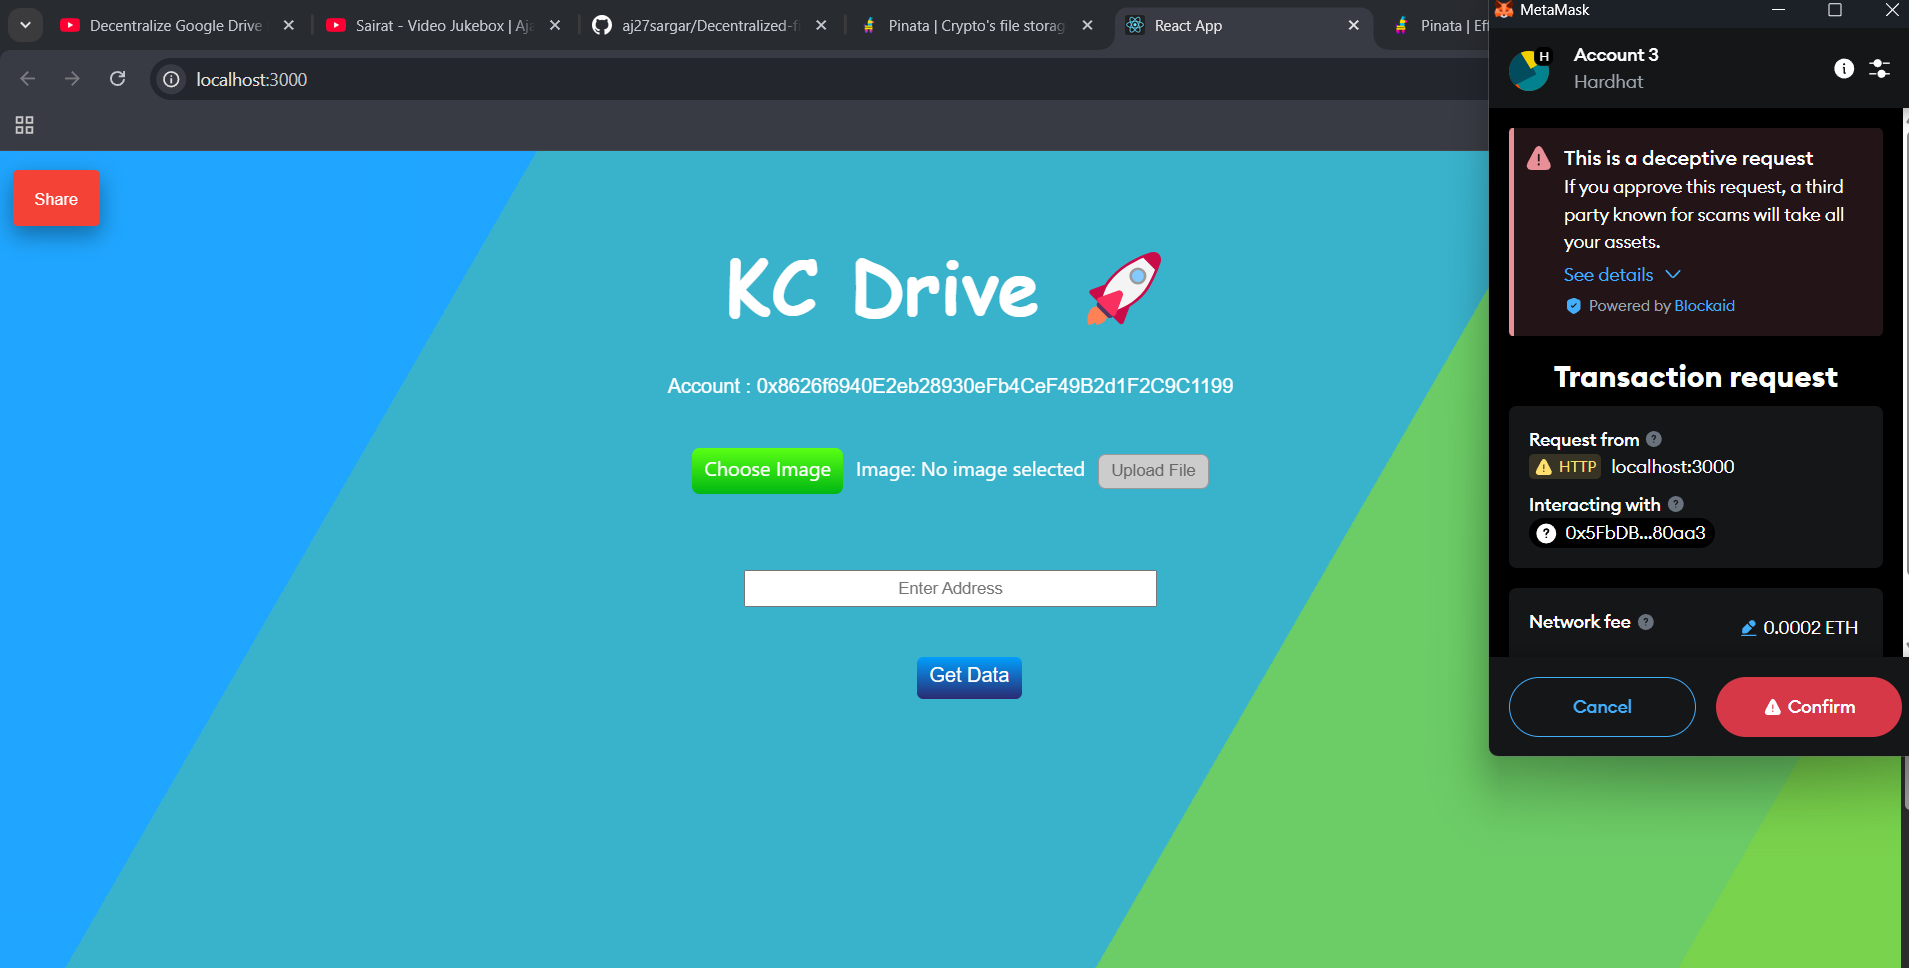 Decentralize Google Drive
Sairat - Video Jukebox | Aja
aj27sargar/Decentralized-fi
Pinata | Crypto's file storag
React App
Pinata | Eff
MetaMask
localhost:3000
H
Account 3
Hardhat
Share
This is a deceptive request
If you approve this request, a third
party known for scams will take all
your assets.
See details
Powered by Blockaid
KC Drive
Account : 0x8626f6940E2eb28930eFb4CeF49B2d1F2C9C1199
Choose Image
Image: No image selected
Upload File
Enter Address
Get Data
Transaction request
Request from
HTTP localhost:3000
Interacting with
0x5FbDB...80aa3
Network fee
0.0002 ETH
Cancel
Confirm